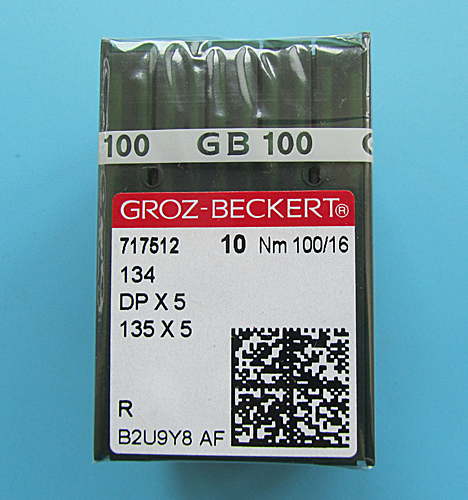 100 GB 100 G
GROZ-BECKERT®
717512 10 Nm 100/16
134
DP X 5
135 X 5
R
B2U9Y8 AF